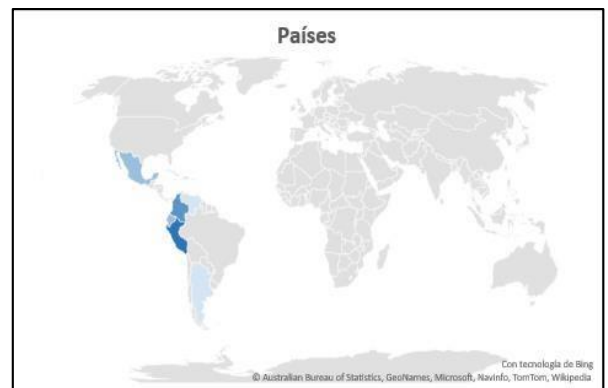 Países
Con tecnología de Bing
© Australian Bureau of Statistics, GeoNames, Microsoft, Navinfo, TomTom, Wikipedia